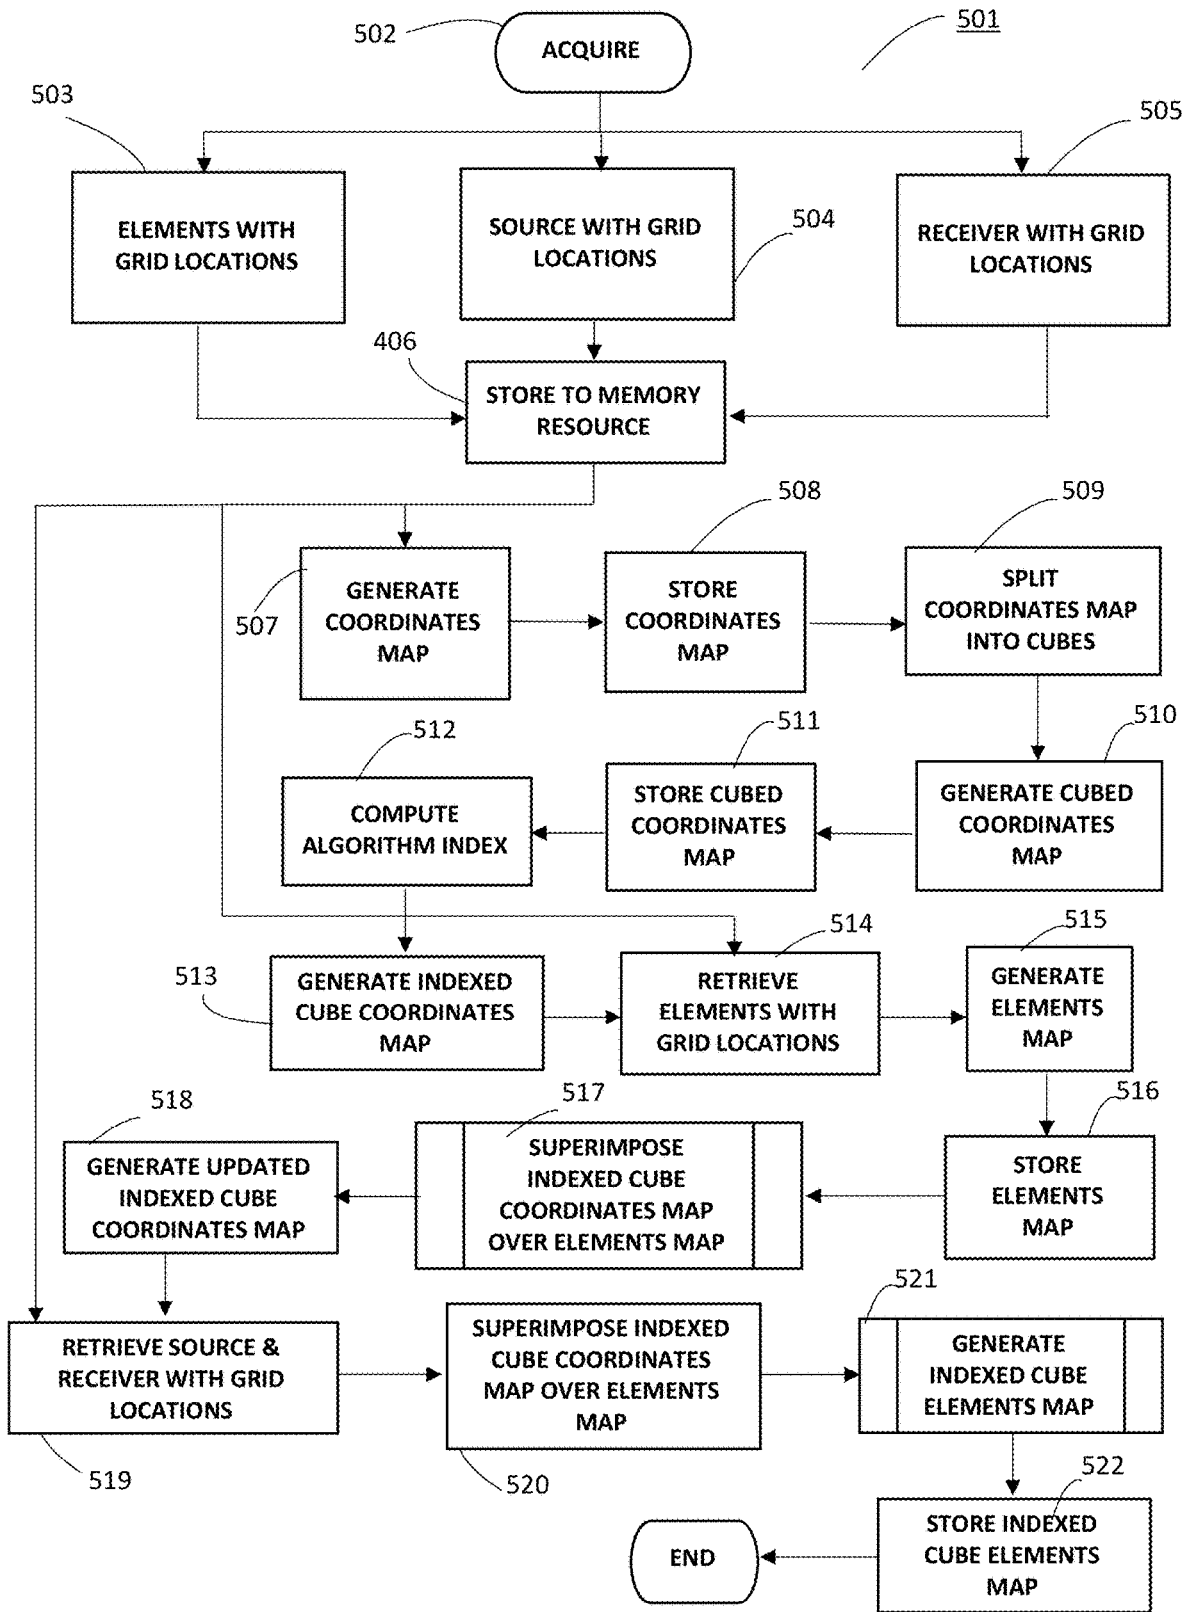 502
ACQUIRE
501
503
ELEMENTS WITH
GRID LOCATIONS
SOURCE WITH GRID
LOCATIONS
504
505
RECEIVER WITH GRID
LOCATIONS
406
STORE TO MEMORY
RESOURCE
507
GENERATE
COORDINATES
MAP
508
STORE
COORDINATES
MAP
509
SPLIT
COORDINATES MAP
INTO CUBES
510
GENERATE CUBED
COORDINATES
MAP
511
STORE CUBED
COORDINATES
MAP
512
COMPUTE
ALGORITHM INDEX
513
GENERATE INDEXED
CUBE COORDINATES
MAP
514
RETRIEVE
ELEMENTS WITH
GRID LOCATIONS
515
GENERATE
ELEMENTS
MAP
516
STORE
ELEMENTS
MAP
517
SUPERIMPOSE
INDEXED CUBE
COORDINATES MAP
OVER ELEMENTS MAP
518
GENERATE UPDATED
INDEXED CUBE
COORDINATES MAP
RETRIEVE SOURCE &
RECEIVER WITH GRID
LOCATIONS
519
SUPERIMPOSE INDEXED
CUBE COORDINATES
MAP OVER ELEMENTS
MAP
520
521
GENERATE
INDEXED CUBE
ELEMENTS MAP
522
STORE INDEXED
CUBE ELEMENTS
MAP
END